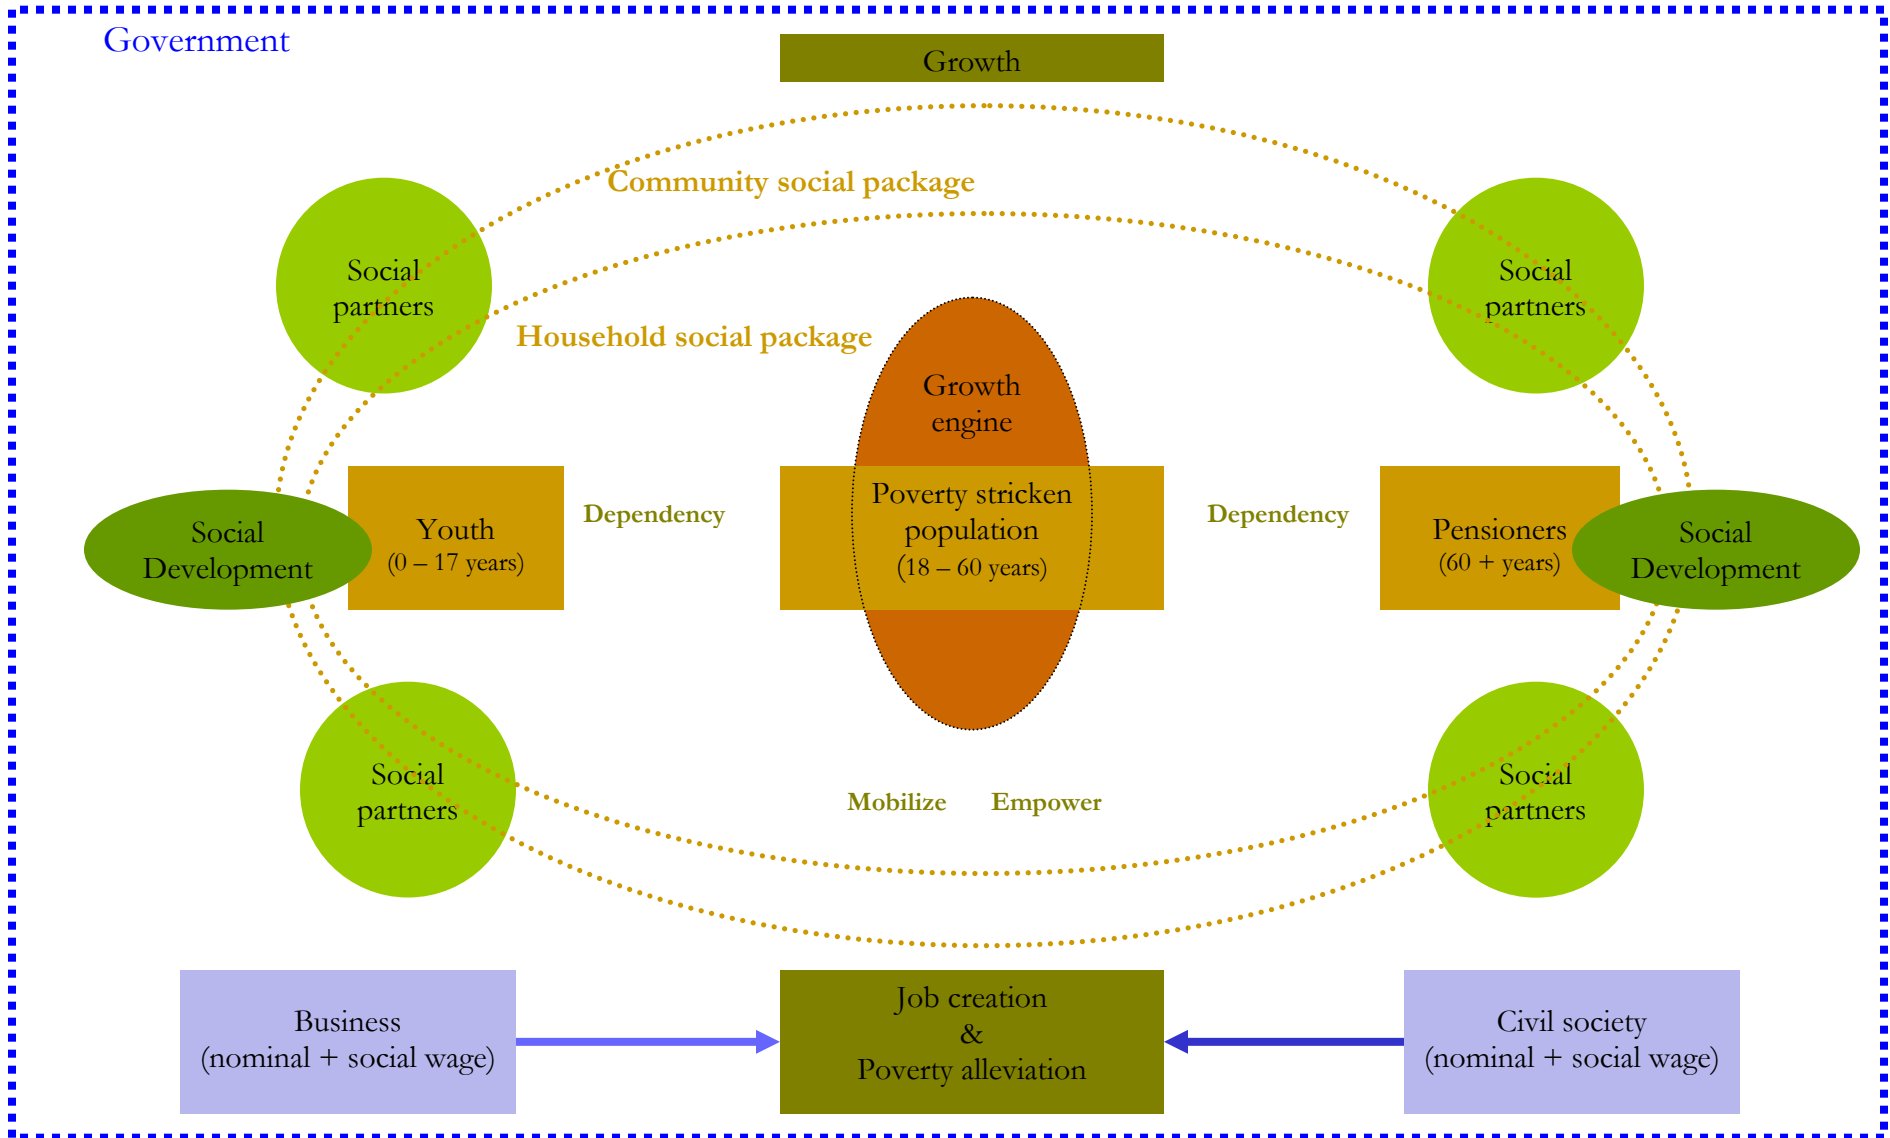 Government
Growth
Community social package
Social
partners
Social
partners
Household social package
Growth
engine
Social
Development
Youth
(0 – 17 years)
Dependency
Poverty stricken
population
(18 – 60 years)
Dependency
Pensioners
(60 + years)
Social
Development
Social
partners
Mobilize
Empower
Social
partners
Business
(nominal + social wage)
Job creation
&
Poverty alleviation
Civil society
(nominal + social wage)